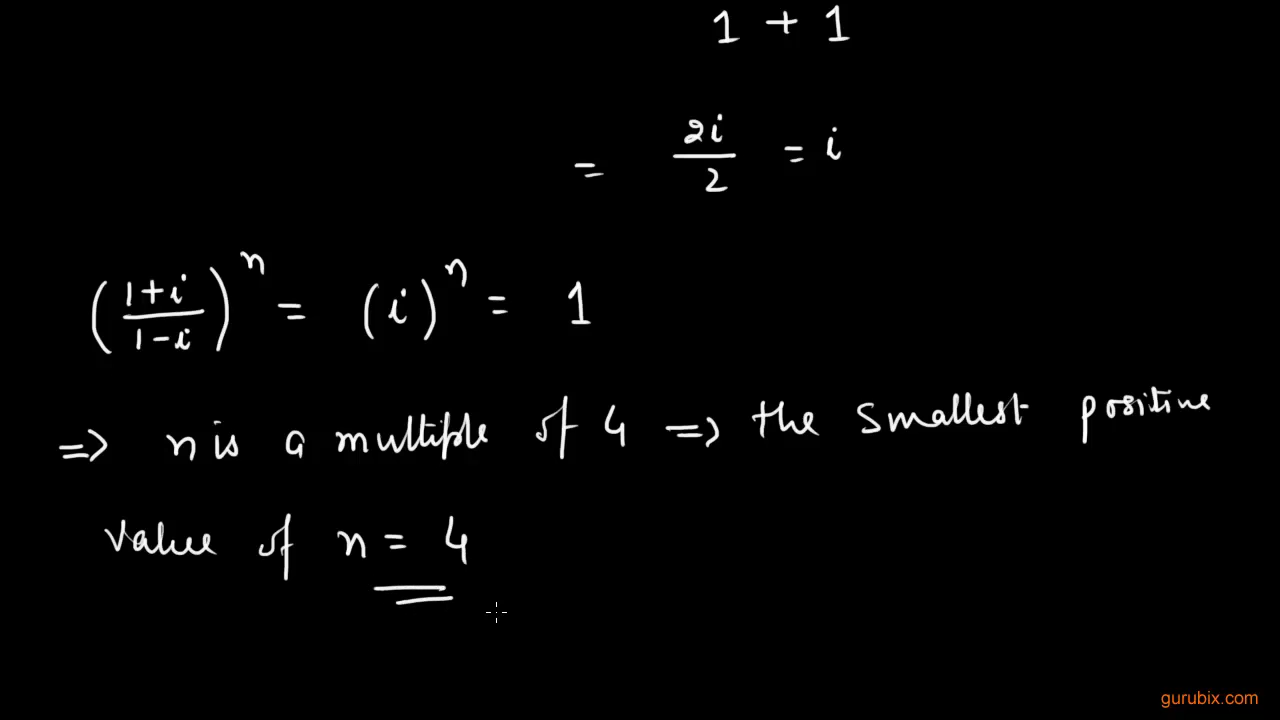 1 + 1
= 2i/2 = i
((1+i)/(1-i))^n = (i)^n = 1
=> n is a multiple of 4 => the smallest positive
value of n = 4
gurubix.com